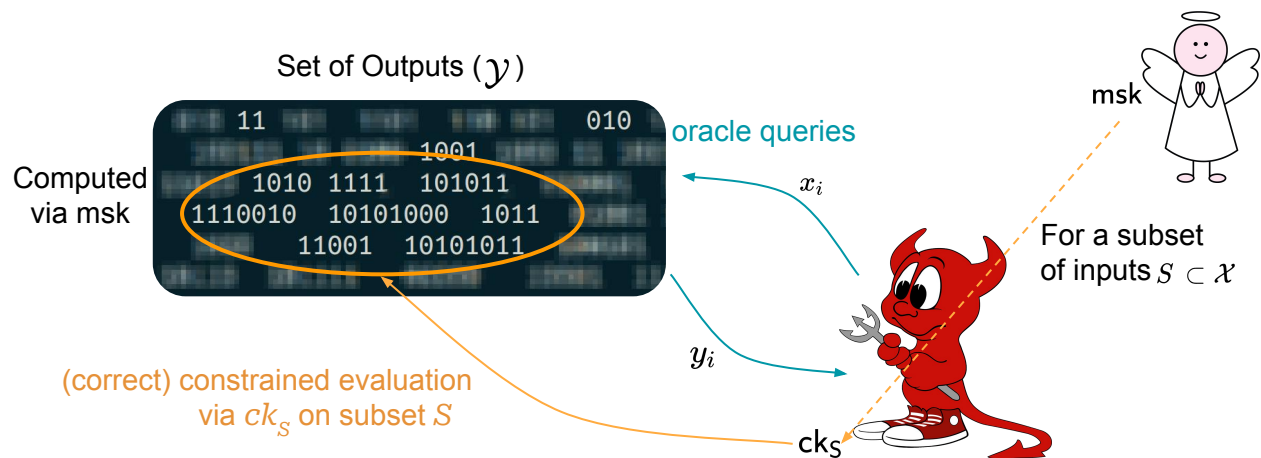 Set of Outputs (𝒴)
11 010
1001
1010 1111 101011
1110010 10101000 1011
11001 10101011
Computed
via msk
oracle queries
x_i
y_i
msk
For a subset
of inputs S ⊂ 𝒳
(correct) constrained evaluation
via ck_S on subset S
ck_S